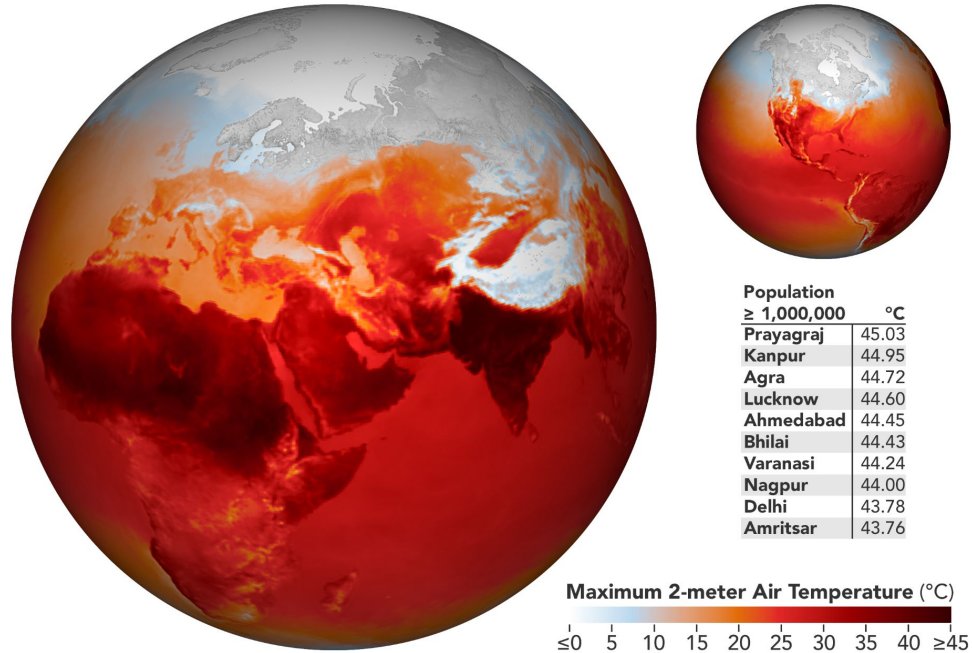 Population
≥ 1,000,000 °C
Prayagraj 45.03
Kanpur 44.95
Agra 44.72
Lucknow 44.60
Ahmedabad 44.45
Bhilai 44.43
Varanasi 44.24
Nagpur 44.00
Delhi 43.78
Amritsar 43.76
Maximum 2-meter Air Temperature (°C)
≤0 5 10 15 20 25 30 35 40 ≥45